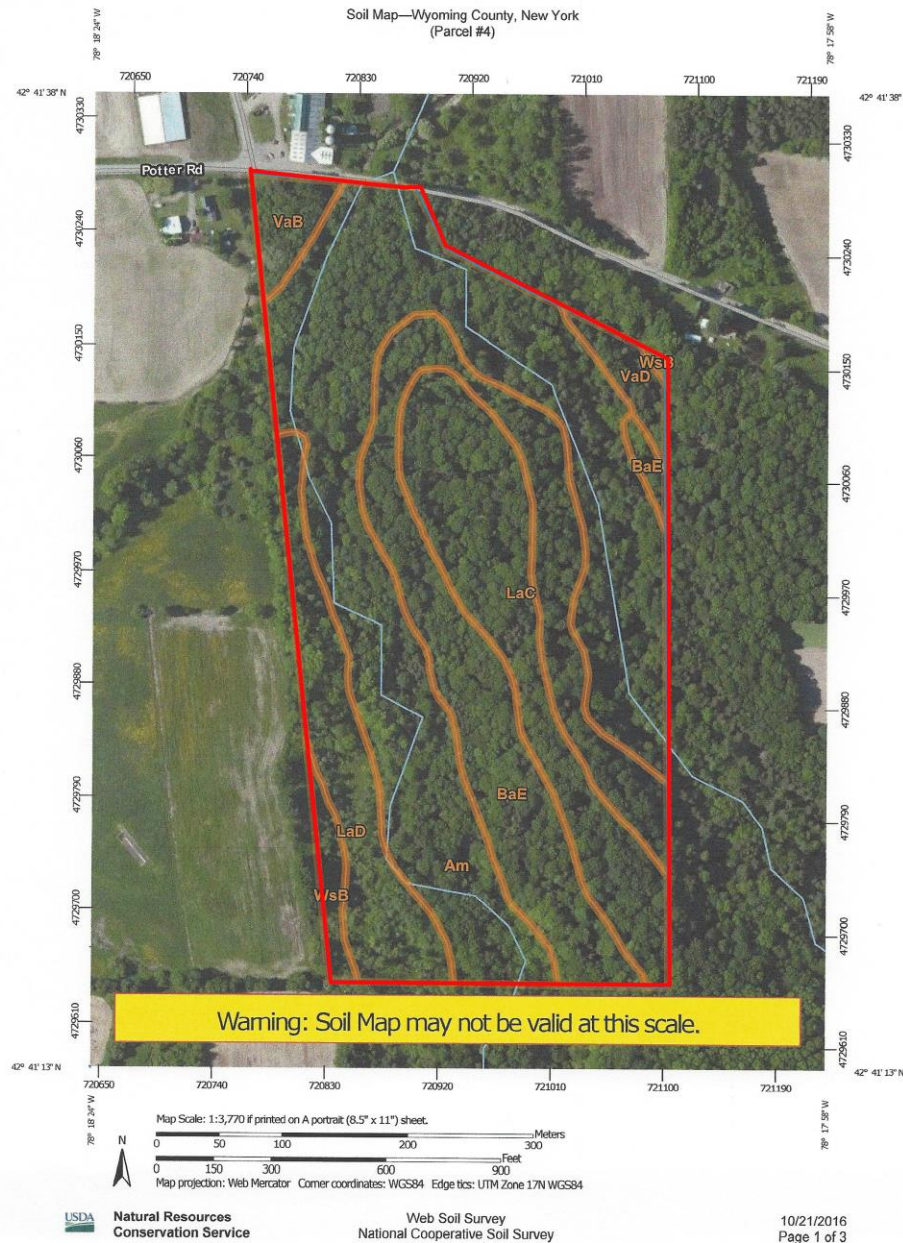 Soil Map—Wyoming County, New York
(Parcel #4)
78° 18' 24" W
78° 17' 58" W
720650 720740 720830 720920 721010 721100 721190
42° 41' 38" N
42° 41' 38"
4730330
4730330
Potter Rd
VaB
4730240
4730240
4730150
4730150
WsB
VaD
4730060
4730060
BaE
4729970
4729970
LaC
4729880
4729880
4729790
4729790
BaE
LaD
Am
WsB
4729700
4729700
Warning: Soil Map may not be valid at this scale.
4729610
4729610
42° 41' 13" N
42° 41' 13" N
720650 720740 720830 720920 721010 721100 721190
78° 18' 24" W
78° 17' 58" W
Map Scale: 1:3,770 if printed on A portrait (8.5" x 11") sheet.
Meters
0 50 100 200 300
Feet
0 150 300 600 900
N
Map projection: Web Mercator Corner coordinates: WGS84 Edge tics: UTM Zone 17N WGS84
USDA
Natural Resources
Conservation Service
Web Soil Survey
National Cooperative Soil Survey
10/21/2016
Page 1 of 3